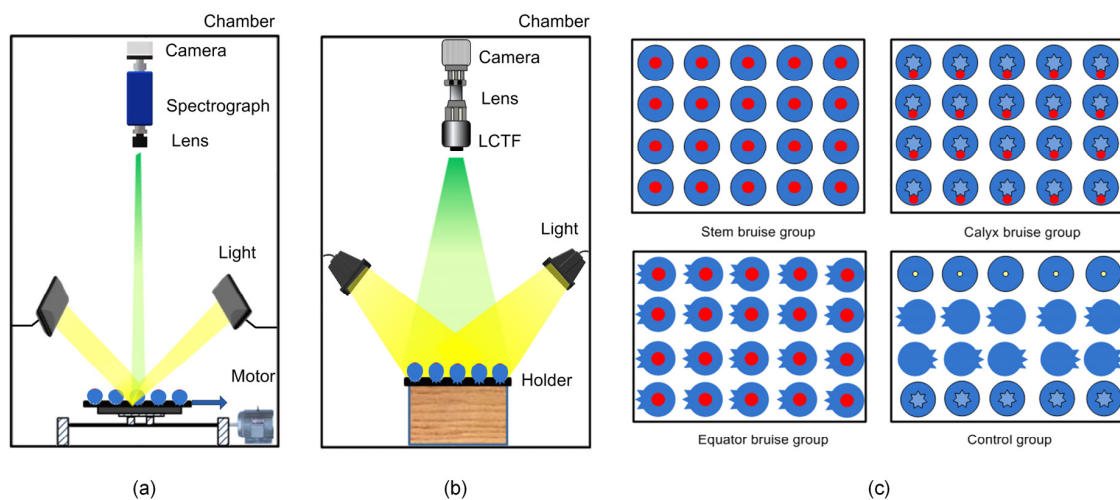 Chamber
Camera
Spectrograph
Lens
Light
Motor
(a)
Chamber
Camera
Lens
LCTF
Light
Holder
(b)
Stem bruise group
Calyx bruise group
Equator bruise group
Control group
(c)